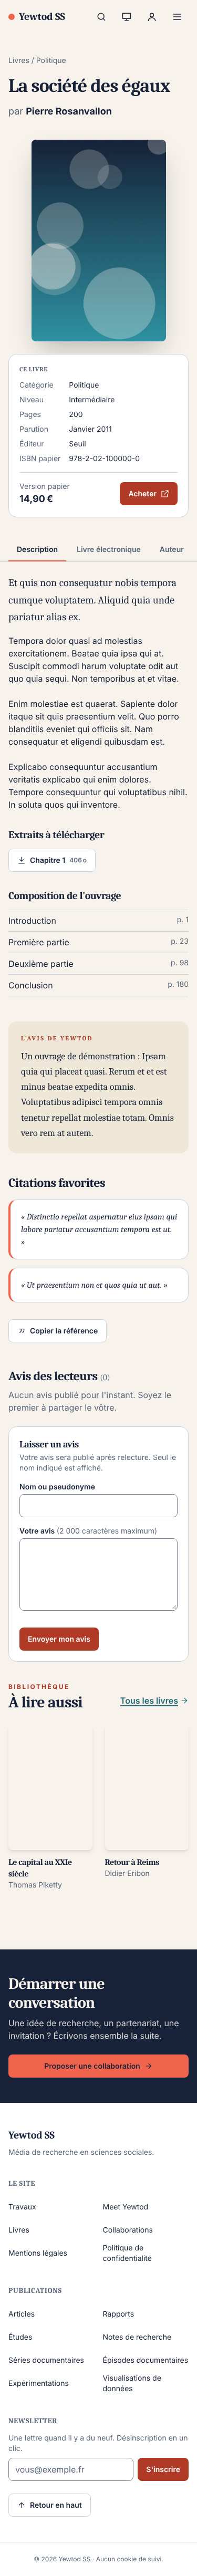 Yewtod SS
Livres / Politique
La société des égaux
par Pierre Rosanvallon
CE LIVRE
Catégorie Politique
Niveau Intermédiaire
Pages 200
Parution Janvier 2011
Éditeur Seuil
ISBN papier 978-2-02-100000-0
Version papier
14,90 €
Acheter
Description Livre électronique Auteur
Et quis non consequatur nobis tempora
cumque voluptatem. Aliquid quia unde
pariatur alias ex.
Tempora dolor quasi ad molestias
exercitationem. Beatae quia ipsa qui at.
Suscipit commodi harum voluptate odit aut
quo quia sequi. Non temporibus at et vitae.
Enim molestiae est quaerat. Sapiente dolor
itaque sit quis praesentium velit. Quo porro
blanditiis eveniet qui officiis sit. Nam
consequatur et eligendi quibusdam est.
Explicabo consequuntur accusantium
veritatis explicabo qui enim dolores.
Tempore consequuntur qui voluptatibus nihil.
In soluta quos qui inventore.
Extraits à télécharger
Chapitre 1 406 o
Composition de l'ouvrage
Introduction p. 1
Première partie p. 23
Deuxième partie p. 98
Conclusion p. 180
L'AVIS DE YEWTOD
Un ouvrage de démonstration : Ipsam
quia qui placeat quasi. Rerum et et est
minus beatae expedita omnis.
Voluptatibus adipisci tempora omnis
tenetur repellat molestiae totam. Omnis
vero rem at autem.
Citations favorites
« Distinctio repellat aspernatur eius ipsam qui
labore pariatur accusantium tempora est ut.
»
« Ut praesentium non et quos quia ut aut. »
Copier la référence
Avis des lecteurs (0)
Aucun avis publié pour l'instant. Soyez le
premier à partager le vôtre.
Laisser un avis
Votre avis sera publié après relecture. Seul le
nom indiqué est affiché.
Nom ou pseudonyme
Votre avis (2 000 caractères maximum)
Envoyer mon avis
BIBLIOTHÈQUE
À lire aussi
Tous les livres →
Le capital au XXIe
siècle
Thomas Piketty
Retour à Reims
Didier Eribon
Démarrer une
conversation
Une idée de recherche, un partenariat, une
invitation ? Écrivons ensemble la suite.
Proposer une collaboration →
Yewtod SS
Média de recherche en sciences sociales.
LE SITE
Travaux Meet Yewtod
Livres Collaborations
Mentions légales Politique de
confidentialité
PUBLICATIONS
Articles Rapports
Études Notes de recherche
Séries documentaires Épisodes documentaires
Expérimentations Visualisations de
données
NEWSLETTER
Une lettre quand il y a du neuf. Désinscription en un
clic.
vous@exemple.fr S'inscrire
↑ Retour en haut
© 2026 Yewtod SS · Aucun cookie de suivi.